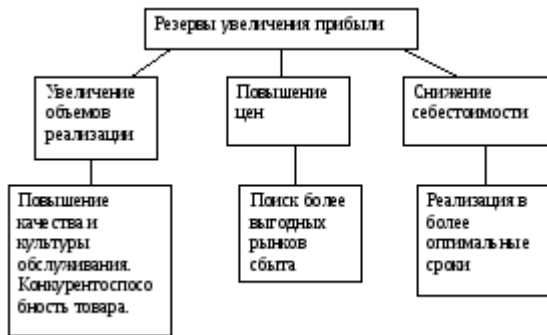 Резервы увеличения прибыли
Увеличение
объемов
реализации
Повышение
цен
Снижение
себестоимости
Повышение
качества и
культуры
обслуживания.
Конкурентоспосо
бность товара.
Поиск более
выгодных
рынков
сбыта
Реализация в
более
оптимальные
сроки